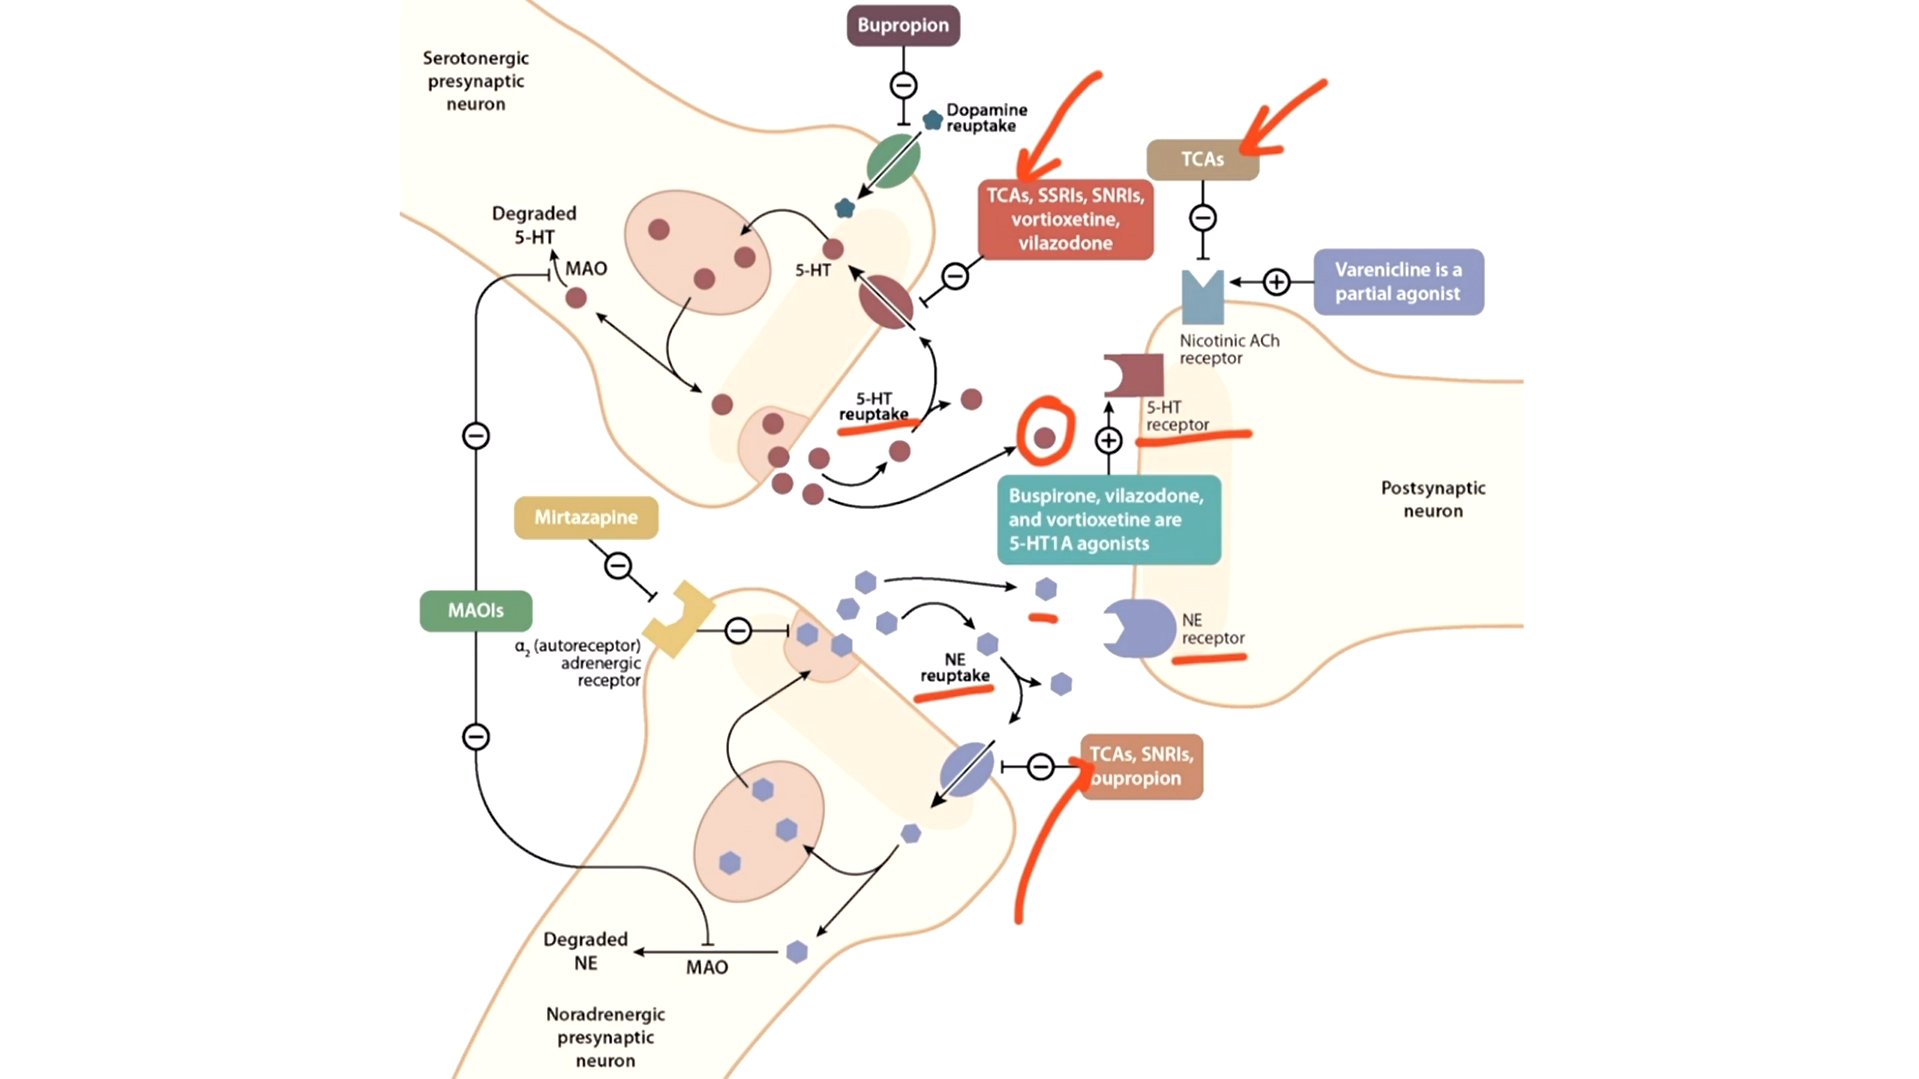 Bupropion
Serotonergic
presynaptic
neuron
Dopamine
reuptake
TCAs
TCAs, SSRIs, SNRIs,
vortioxetine,
vilazodone
Degraded
5-HT
MAO
5-HT
Varenicline is a
partial agonist
Nicotinic ACh
receptor
5-HT
reuptake
5-HT
receptor
Buspirone, vilazodone,
and vortioxetine are
5-HT1A agonists
Postsynaptic
neuron
Mirtazapine
MAOIs
α₂ (autoreceptor)
adrenergic
receptor
NE
receptor
NE
reuptake
TCAs, SNRIs,
bupropion
Degraded
NE
MAO
Noradrenergic
presynaptic
neuron